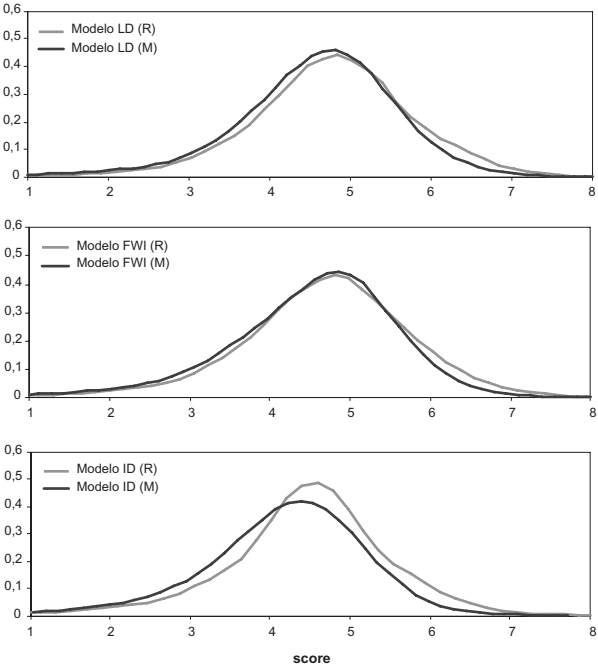 0,6
Modelo LD (R)
0,5
Modelo LD (M)
0,4
0,3
0,2
0,1
0
1 2 3 4 5 6 7 8
0,6
Modelo FWI (R)
0,5
Modelo FWI (M)
0,4
0,3
0,2
0,1
0
1 2 3 4 5 6 7 8
0,6
Modelo ID (R)
0,5
Modelo ID (M)
0,4
0,3
0,2
0,1
0
1 2 3 4 5 6 7 8
score